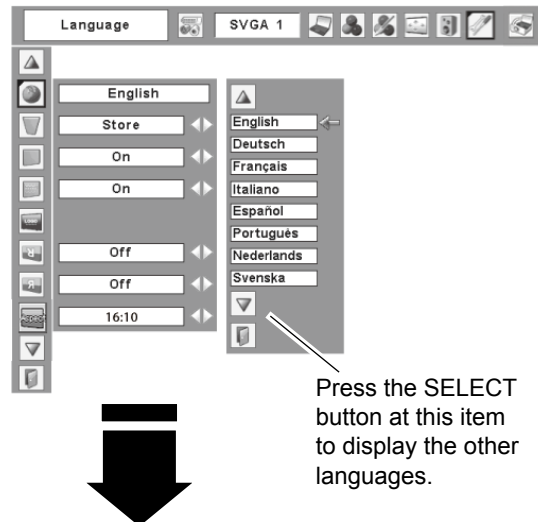 Language
SVGA 1
English
Store
On
On
Off
Off
16:10
English
Deutsch
Français
Italiano
Español
Português
Nederlands
Svenska
Press the SELECT
button at this item
to display the other
languages.